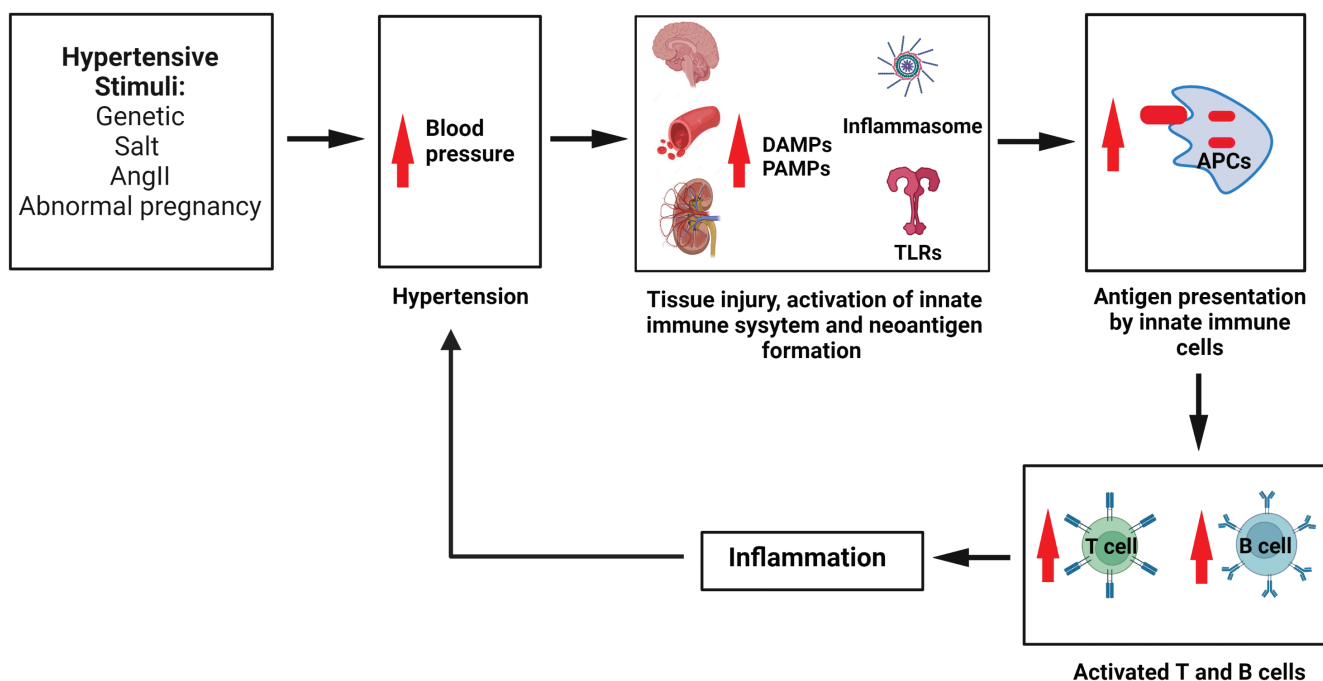 Hypertensive
Stimuli:
Genetic
Salt
AngII
Abnormal pregnancy
Blood
pressure
Hypertension
DAMPs
PAMPs
Inflammasome
TLRs
Tissue injury, activation of innate
immune sysytem and neoantigen
formation
APCs
Antigen presentation
by innate immune
cells
T cell
B cell
Activated T and B cells
Inflammation